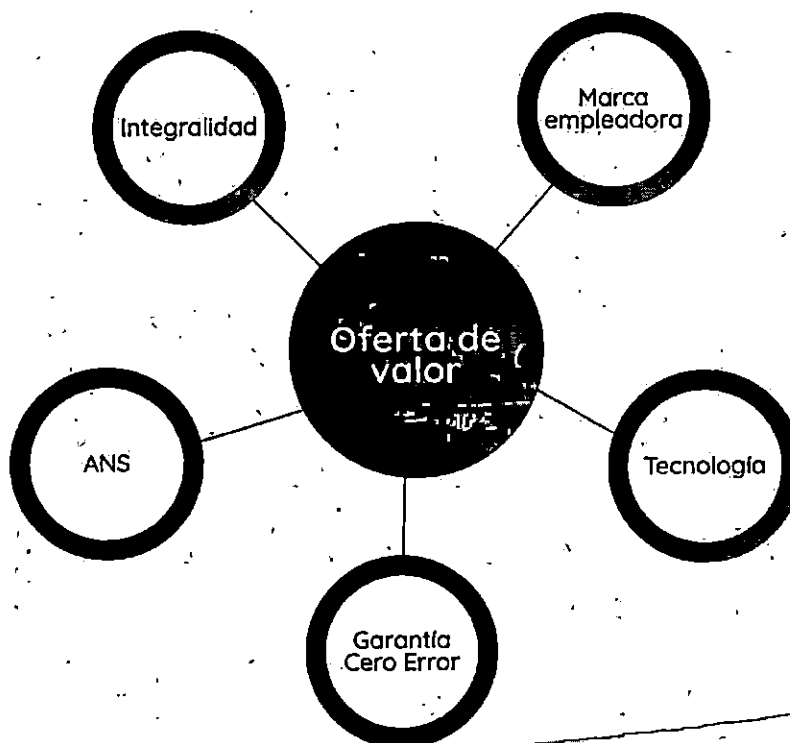 Integralidad
Marca
empleadora
Oferta de
valor
ANS
Tecnología
Garantía
Cero Error